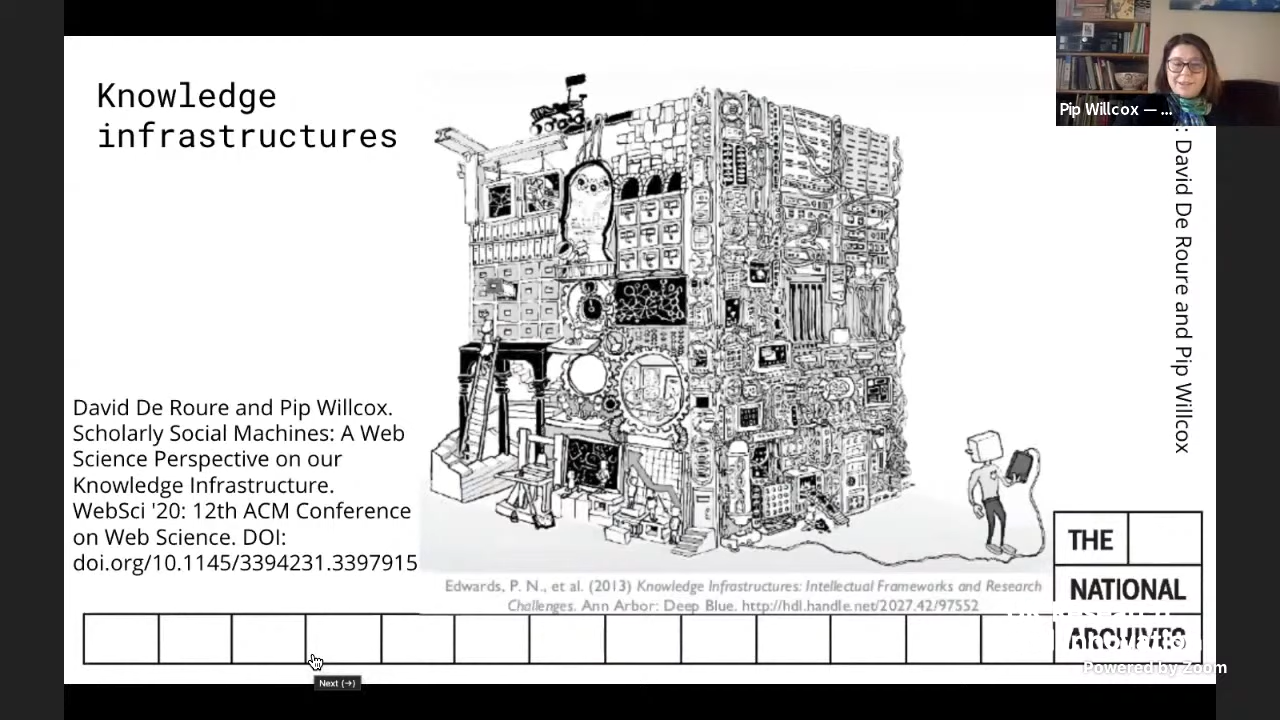 Knowledge
infrastructures
Pip Willcox — ...
: David De Roure and Pip Willcox
David De Roure and Pip Willcox.
Scholarly Social Machines: A Web
Science Perspective on our
Knowledge Infrastructure.
WebSci '20: 12th ACM Conference
on Web Science. DOI:
doi.org/10.1145/3394231.3397915
Edwards, P. N., et al. (2013) Knowledge Infrastructures: Intellectual Frameworks and Research
Challenges. Ann Arbor: Deep Blue. http://hdl.handle.net/2027.42/97552
THE
NATIONAL
ARCHIVES
Powered by Zoom
Next (→)